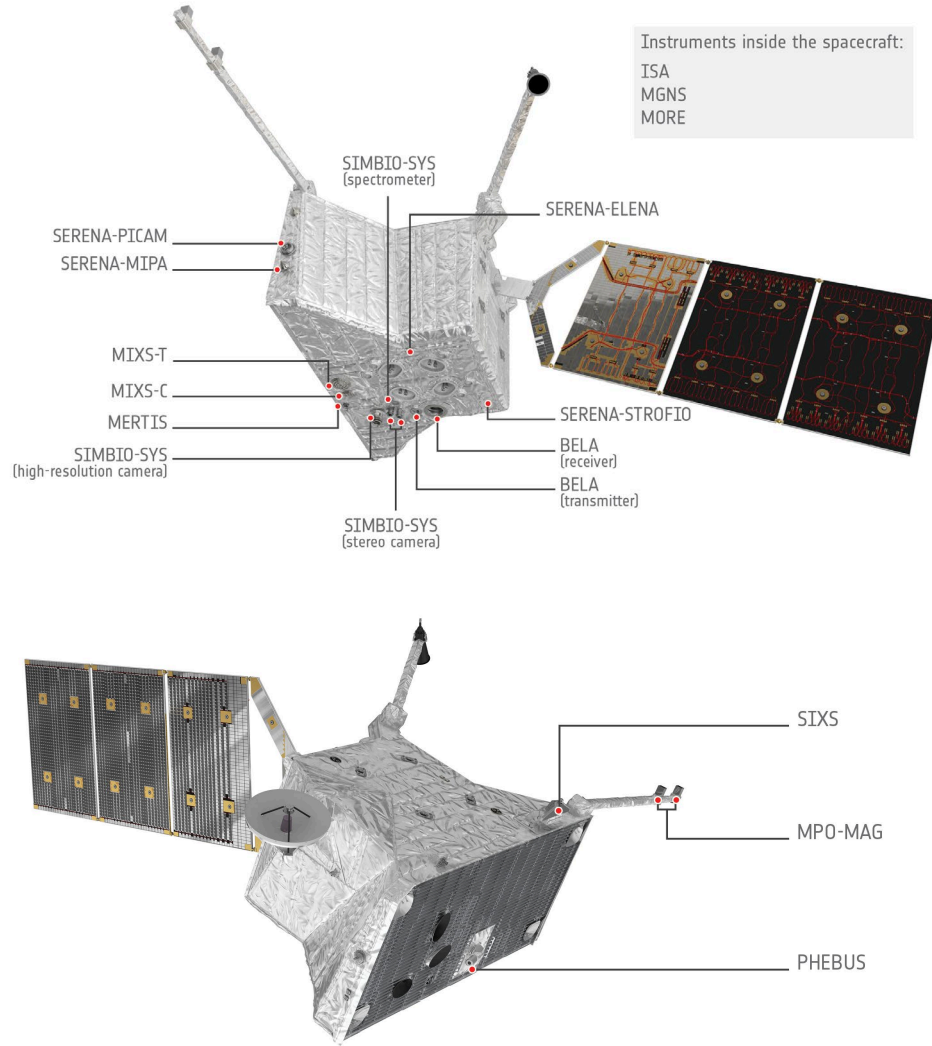 Instruments inside the spacecraft:
ISA
MGNS
MORE
SIMBIO-SYS
(spectrometer)
SERENA-ELENA
SERENA-PICAM
SERENA-MIPA
MIXS-T
MIXS-C
MERTIS
SIMBIO-SYS
(high-resolution camera)
SERENA-STROFIO
BELA
(receiver)
BELA
(transmitter)
SIMBIO-SYS
(stereo camera)
SIXS
MPO-MAG
PHEBUS